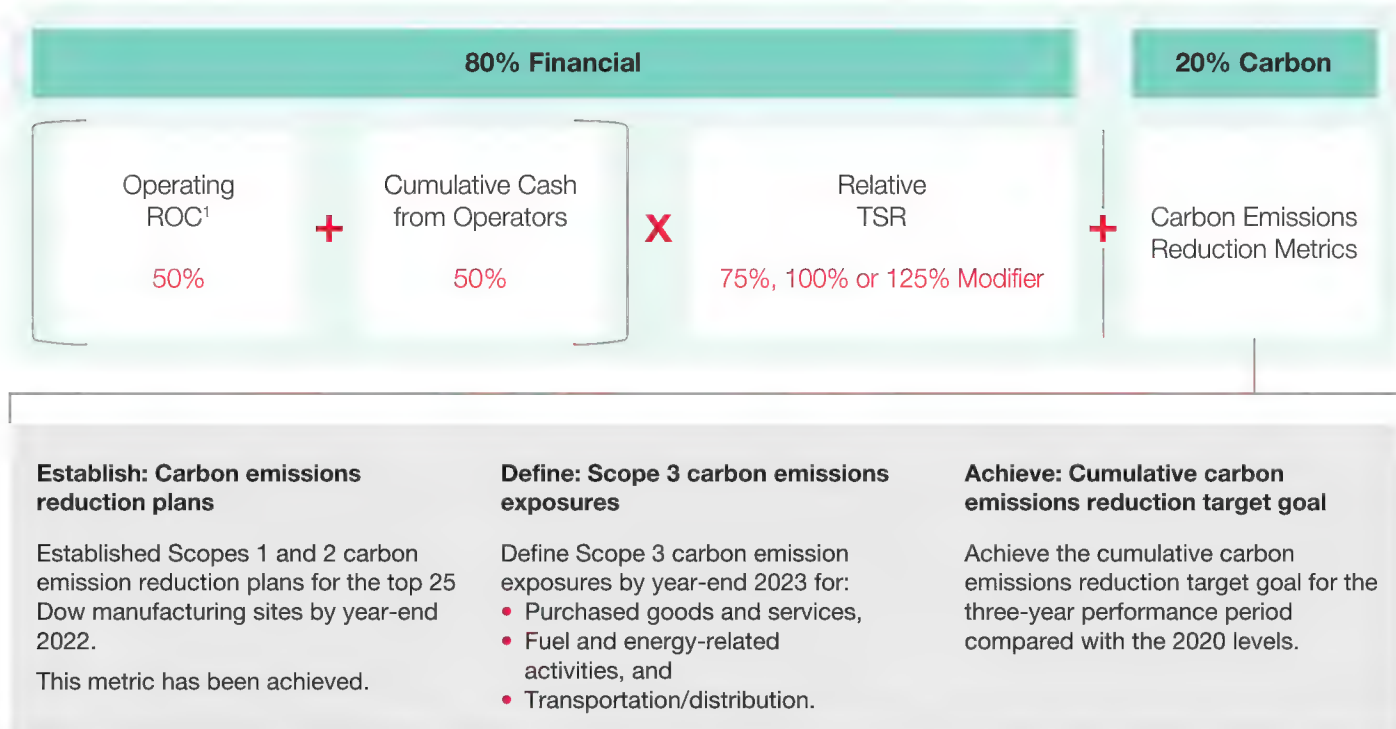 80% Financial
20% Carbon
Operating
ROC¹
50%
+
Cumulative Cash
from Operators
50%
X
Relative
TSR
75%, 100% or 125% Modifier
+
Carbon Emissions
Reduction Metrics
Establish: Carbon emissions
reduction plans
Established Scopes 1 and 2 carbon
emission reduction plans for the top 25
Dow manufacturing sites by year-end
2022.
This metric has been achieved.
Define: Scope 3 carbon emissions
exposures
Define Scope 3 carbon emission
exposures by year-end 2023 for:
• Purchased goods and services,
• Fuel and energy-related
activities, and
• Transportation/distribution.
Achieve: Cumulative carbon
emissions reduction target goal
Achieve the cumulative carbon
emissions reduction target goal for the
three-year performance period
compared with the 2020 levels.